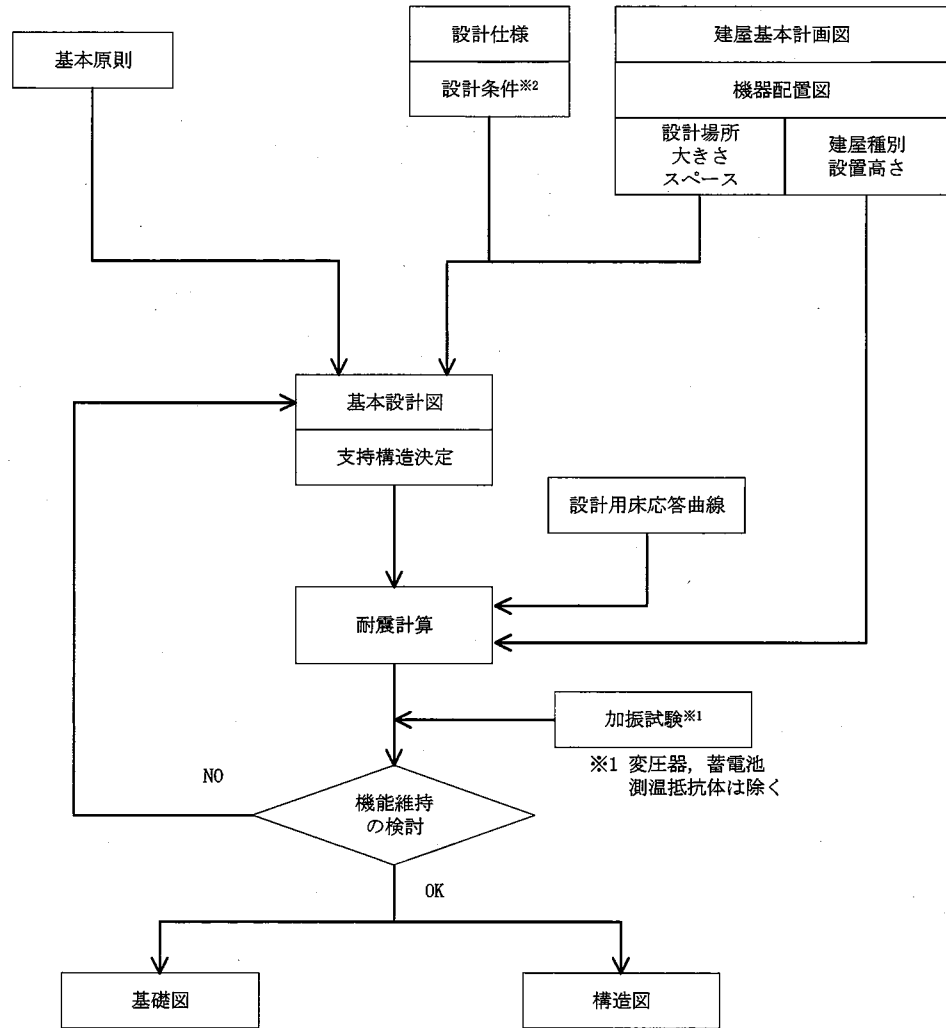 基本原則
設計仕様
設計条件※2
建屋基本計画図
機器配置図
設計場所
大きさ
スペース
建屋種別
設置高さ
基本設計図
支持構造決定
設計用床応答曲線
耐震計算
加振試験※1
※1 変圧器，蓄電池
測温抵抗体は除く
NO
機能維持
の検討
OK
基礎図
構造図